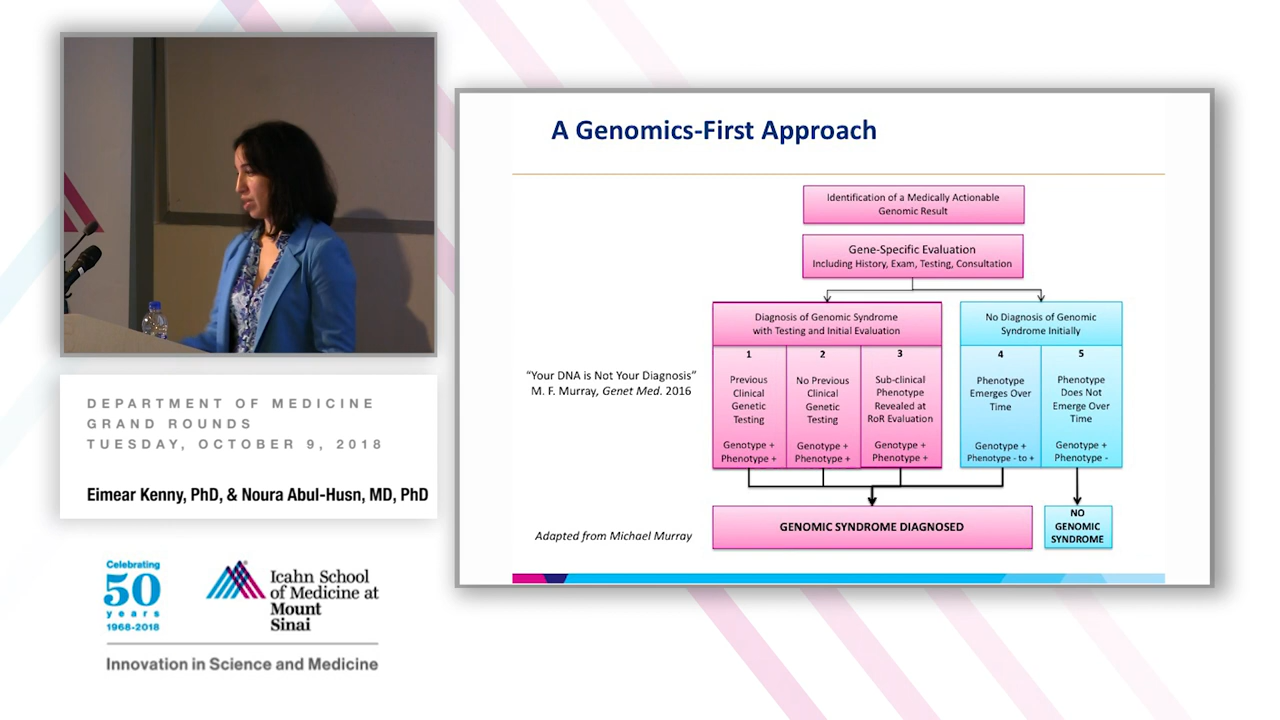 DEPARTMENT OF MEDICINE
GRAND ROUNDS
TUESDAY, OCTOBER 9, 2018
Eimear Kenny, PhD, & Noura Abul-Husn, MD, PhD
Celebrating
50
years
1968-2018
Icahn School
of Medicine at
Mount
Sinai
Innovation in Science and Medicine
A Genomics-First Approach
Identification of a Medically Actionable
Genomic Result
Gene-Specific Evaluation
Including History, Exam, Testing, Consultation
Diagnosis of Genomic Syndrome
with Testing and Initial Evaluation
No Diagnosis of Genomic
Syndrome Initially
1
Previous
Clinical
Genetic
Testing
Genotype +
Phenotype +
2
No Previous
Clinical
Genetic
Testing
Genotype +
Phenotype +
3
Sub-clinical
Phenotype
Revealed at
RoR Evaluation
Genotype +
Phenotype +
4
Phenotype
Emerges Over
Time
Genotype +
Phenotype - to +
5
Phenotype
Does Not
Emerge Over
Time
Genotype +
Phenotype -
“Your DNA is Not Your Diagnosis”
M. F. Murray, Genet Med. 2016
GENOMIC SYNDROME DIAGNOSED
NO
GENOMIC
SYNDROME
Adapted from Michael Murray